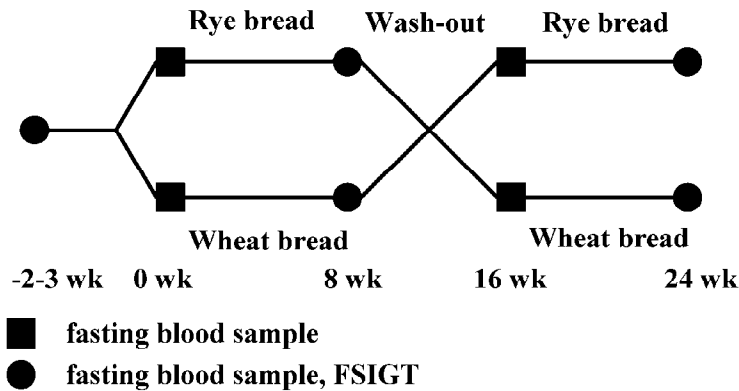 Rye bread Wash-out Rye bread
Wheat bread Wheat bread
-2-3 wk 0 wk 8 wk 16 wk 24 wk
fasting blood sample
fasting blood sample, FSIGT